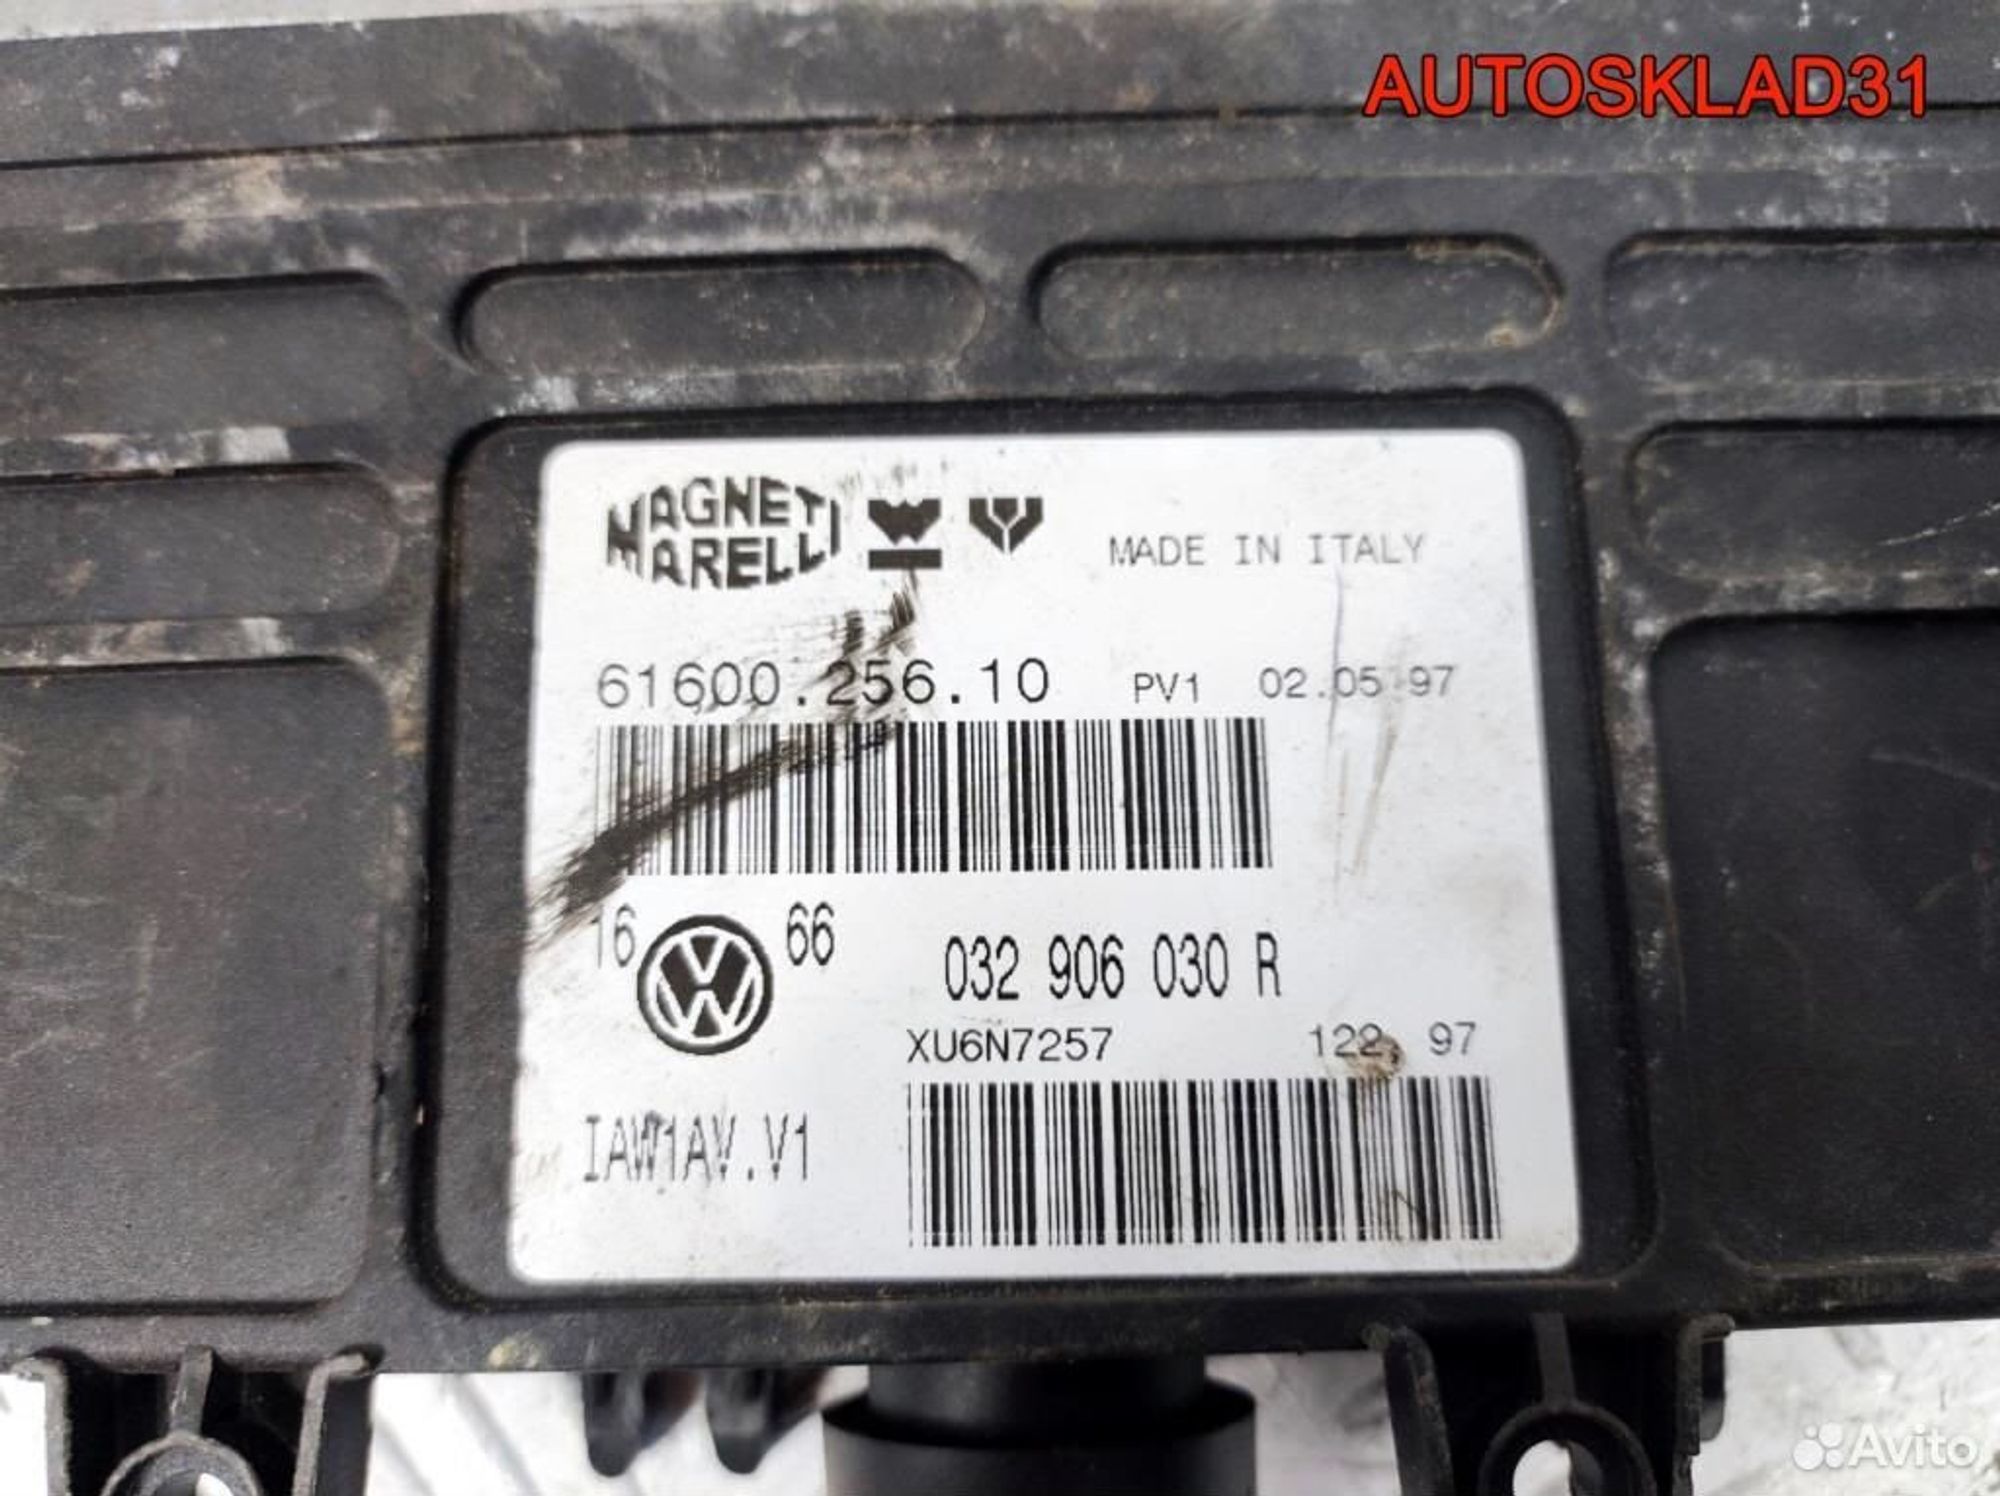 AUTOSKLAD31
MAGNETI
MARELLI
MADE IN ITALY
61600.256.10 PV1 02.05.97
16 66
032 906 030 R
XU6N7257 122, 97
IAW1AV.V1
Avito